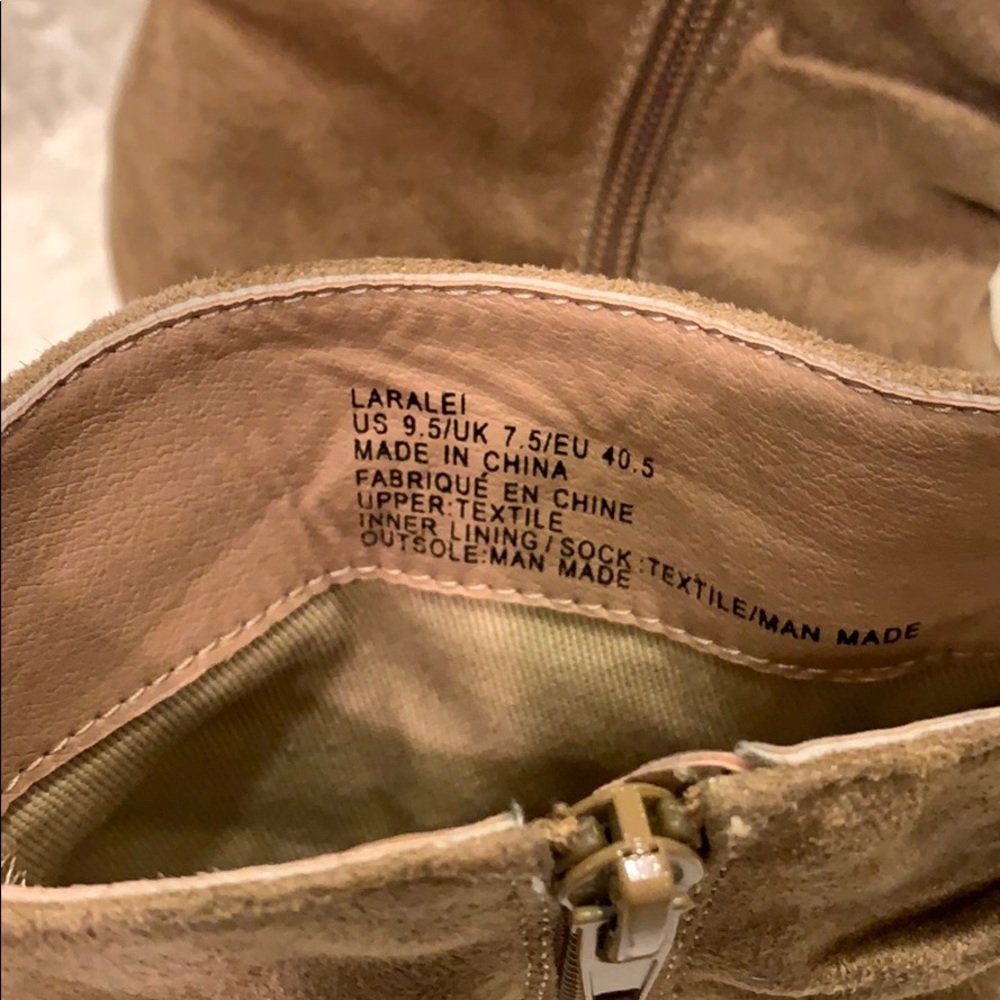 LARALEI
US 9.5/UK 7.5/EU 40.5
MADE IN CHINA
FABRIQUÉ EN CHINE
UPPER:TEXTILE
INNER LINING/SOCK:TEXTILE/MAN MADE
OUTSOLE:MAN MADE